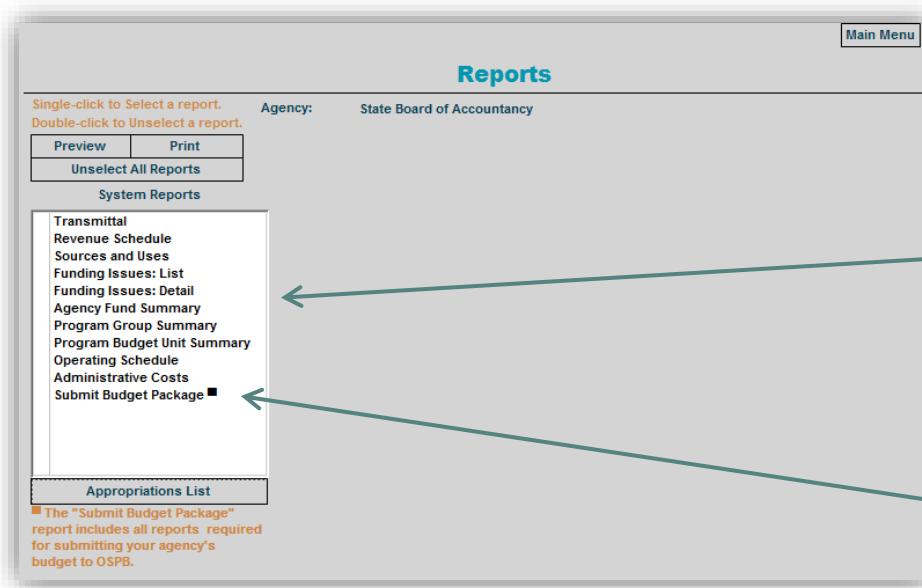 Main Menu
Reports
Single-click to Select a report.
Double-click to Unselect a report.
Agency: State Board of Accountancy
Preview Print
Unselect All Reports
System Reports
Transmittal
Revenue Schedule
Sources and Uses
Funding Issues: List
Funding Issues: Detail
Agency Fund Summary
Program Group Summary
Program Budget Unit Summary
Operating Schedule
Administrative Costs
Submit Budget Package ■
Appropriations List
■ The "Submit Budget Package"
report includes all reports required
for submitting your agency's
budget to OSPB.